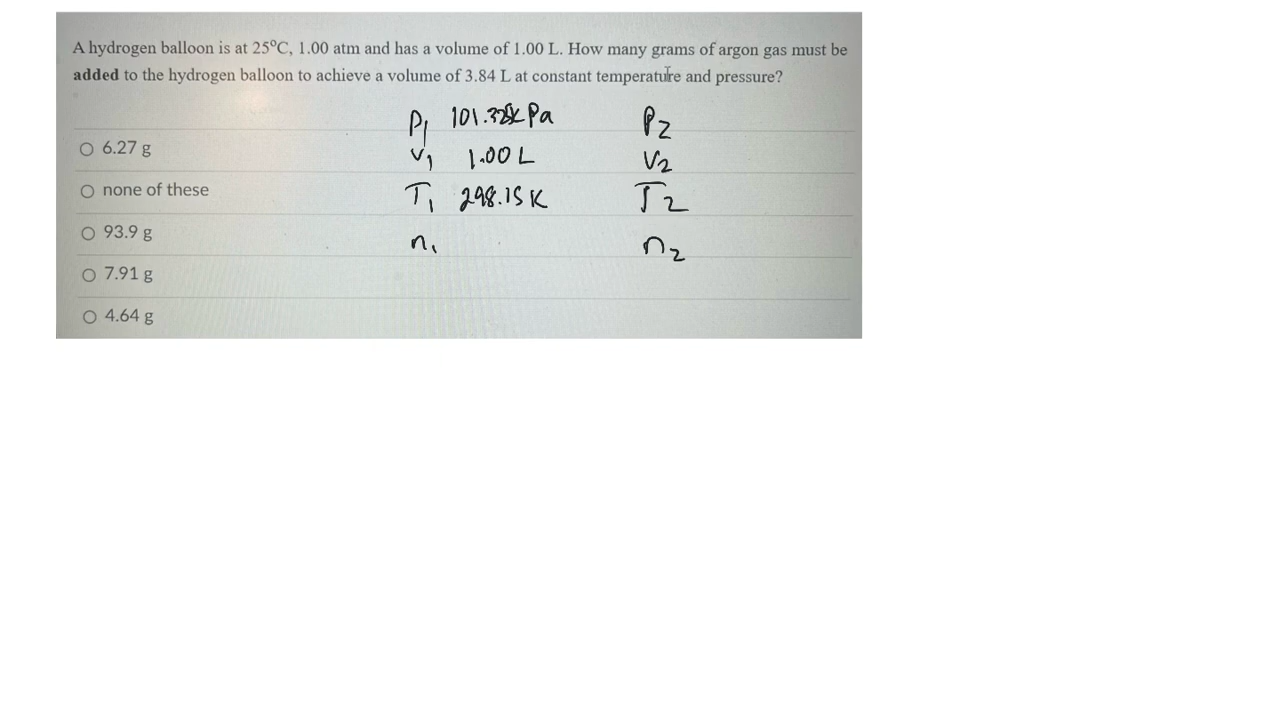 A hydrogen balloon is at 25°C, 1.00 atm and has a volume of 1.00 L. How many grams of argon gas must be
added to the hydrogen balloon to achieve a volume of 3.84 L at constant temperature and pressure?
P₁ 101.325k Pa P₂
6.27 g
V₁ 1.00 L V₂
none of these
T₁ 298.15 K T₂
93.9 g
n₁ n₂
7.91 g
4.64 g